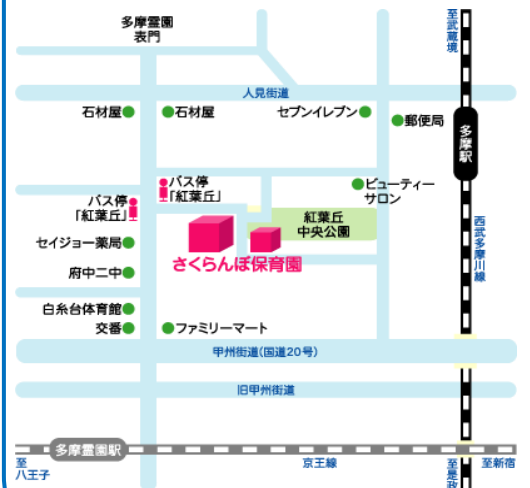 多摩霊園
表門
至武蔵境
人見街道
石材屋
石材屋
セブンイレブン
郵便局
多摩駅
バス停
「紅葉丘」
ビューティー
サロン
バス停
「紅葉丘」
紅葉丘
中央公園
西武多摩川線
セイジョー薬局
さくらんぼ保育園
府中二中
白糸台体育館
交番
ファミリーマート
甲州街道(国道20号)
旧甲州街道
多摩霊園駅
至
八王子
京王線
至是政
至新宿